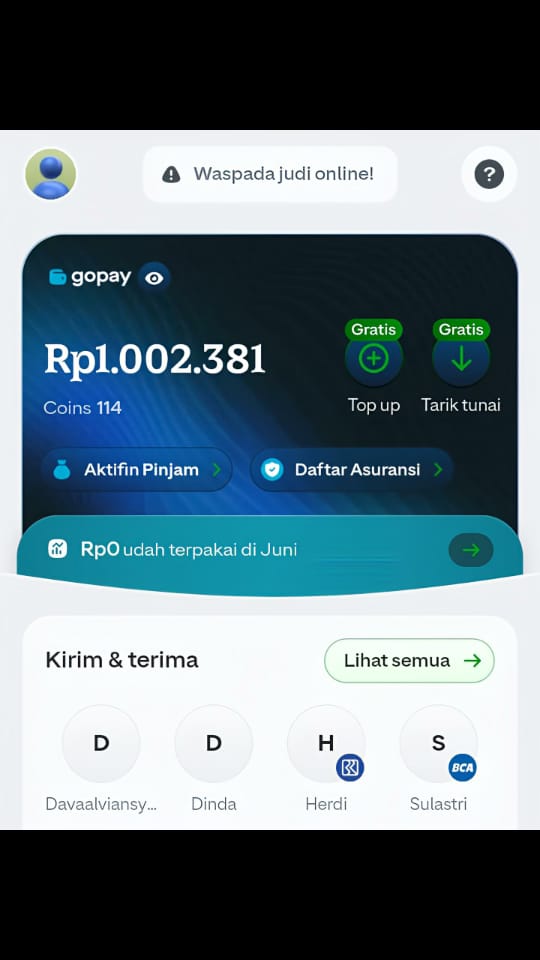 Waspada judi online!
?
gopay
Rp1.002.381
Gratis
Gratis
Coins 114
Top up
Tarik tunai
Aktifin Pinjam
Daftar Asuransi
Rp0 udah terpakai di Juni
Kirim & terima
Lihat semua
D
D
H
S
BCA
Davaalviansy...
Dinda
Herdi
Sulastri